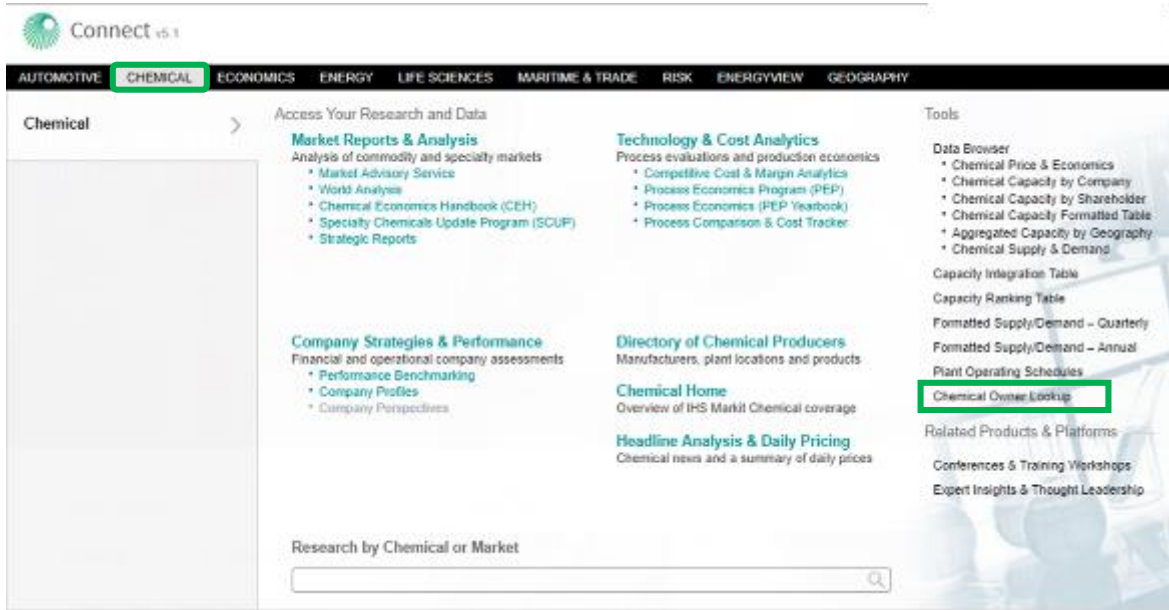 Connect v5.1
AUTOMOTIVE CHEMICAL ECONOMICS ENERGY LIFE SCIENCES MARITIME & TRADE RISK ENERGYVIEW GEOGRAPHY
Chemical
Access Your Research and Data
Market Reports & Analysis
Analysis of commodity and specialty markets
• Market Advisory Service
• World Analysis
• Chemical Economics Handbook (CEH)
• Specialty Chemicals Update Program (SCUP)
• Strategic Reports
Technology & Cost Analytics
Process evaluations and production economics
• Competitive Cost & Margin Analytics
• Process Economics Program (PEP)
• Process Economics (PEP Yearbook)
• Process Comparison & Cost Tracker
Company Strategies & Performance
Financial and operational company assessments
• Performance Benchmarking
• Company Profiles
• Company Perspectives
Directory of Chemical Producers
Manufacturers, plant locations and products
Chemical Home
Overview of IHS Markit Chemical coverage
Headline Analysis & Daily Pricing
Chemical news and a summary of daily prices
Research by Chemical or Market
Tools
Data Browser
• Chemical Price & Economics
• Chemical Capacity by Company
• Chemical Capacity by Shareholder
• Chemical Capacity Formatted Table
• Aggregated Capacity by Geography
• Chemical Supply & Demand
Capacity Integration Table
Capacity Ranking Table
Formatted Supply/Demand – Quarterly
Formatted Supply/Demand – Annual
Plant Operating Schedules
Chemical Owner Lookup
Related Products & Platforms
Conferences & Training Workshops
Expert Insights & Thought Leadership